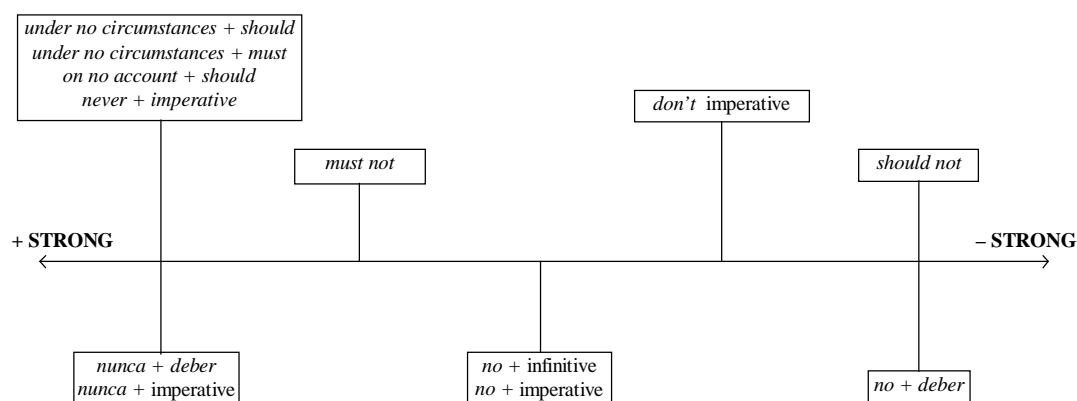 under no circumstances + should
under no circumstances + must
on no account + should
never + imperative
don't imperative
must not
should not
+ STRONG
– STRONG
nunca + deber
nunca + imperative
no + infinitive
no + imperative
no + deber